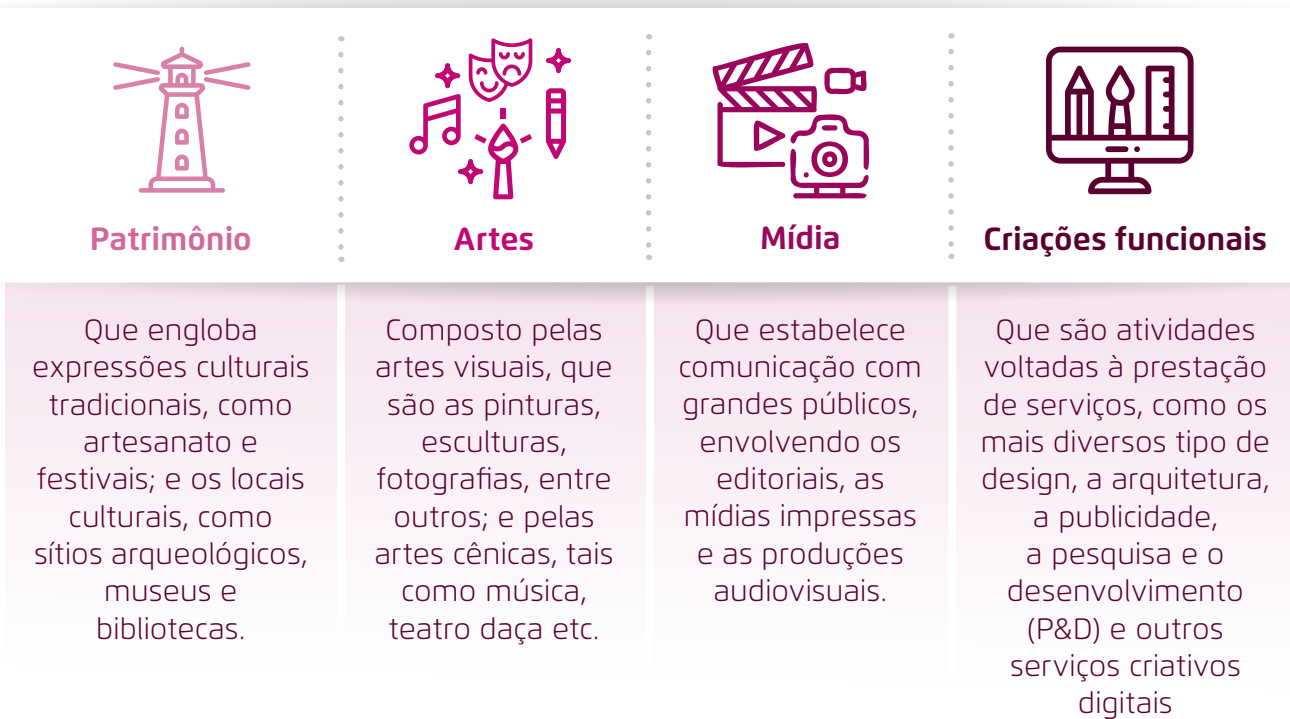 Patrimônio
Que engloba
expressões culturais
tradicionais, como
artesanato e
festivais; e os locais
culturais, como
sítios arqueológicos,
museus e
bibliotecas.
Artes
Composto pelas
artes visuais, que
são as pinturas,
esculturas,
fotografias, entre
outros; e pelas
artes cênicas, tais
como música,
teatro daça etc.
Mídia
Que estabelece
comunicação com
grandes públicos,
envolvendo os
editoriais, as
mídias impressas
e as produções
audiovisuais.
Criações funcionais
Que são atividades
voltadas à prestação
de serviços, como os
mais diversos tipo de
design, a arquitetura,
a publicidade,
a pesquisa e o
desenvolvimento
(P&D) e outros
serviços criativos
digitais